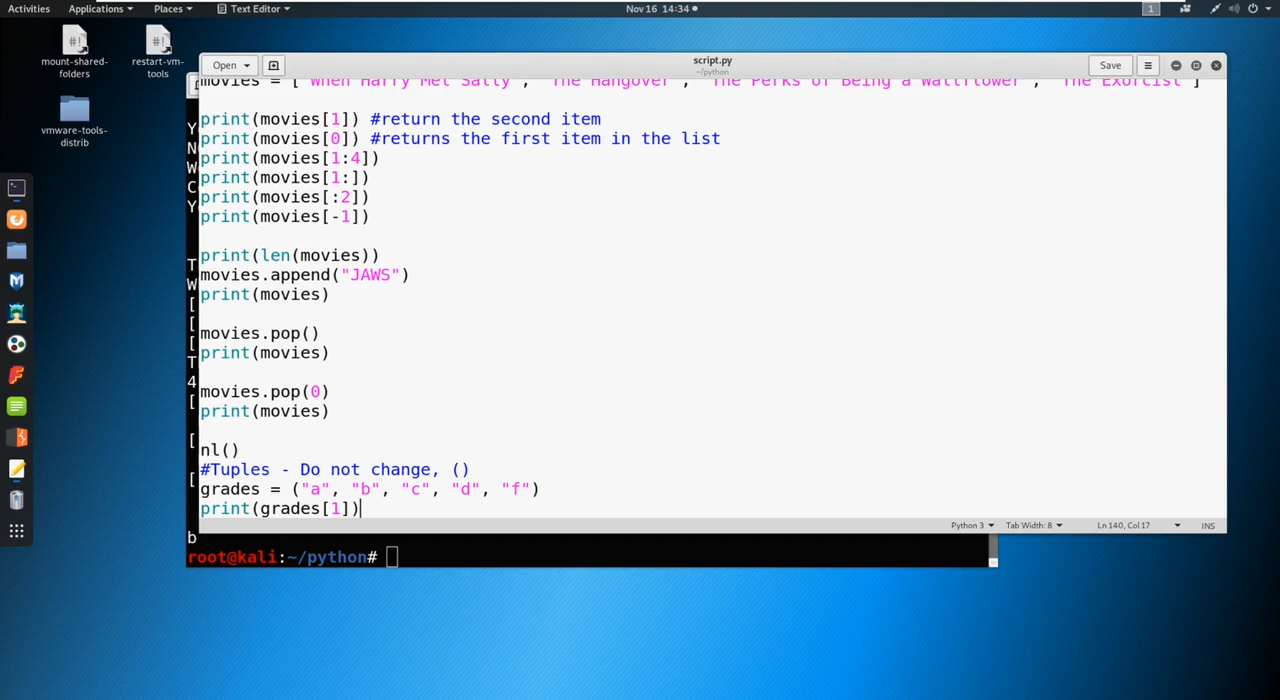 Activities Applications Places Text Editor Nov 16 14:34 1
mount-shared-folders
restart-vm-tools
vmware-tools-distrib
Open script.py Save
~/python
movies = ["When Harry Met Sally", "The Hangover", "The Perks of Being a Wallflower", "The Exorcist"]
print(movies[1]) #return the second item
print(movies[0]) #returns the first item in the list
print(movies[1:4])
print(movies[1:])
print(movies[:2])
print(movies[-1])
print(len(movies))
movies.append("JAWS")
print(movies)
movies.pop()
print(movies)
movies.pop(0)
print(movies)
nl()
#Tuples - Do not change, ()
grades = ("a", "b", "c", "d", "f")
print(grades[1])
Python 3 Tab Width: 8 Ln 140, Col 17 INS
Y
N
W
C
Y
T
W
[
[
[
T
4
[
[
[
b
root@kali:~/python#